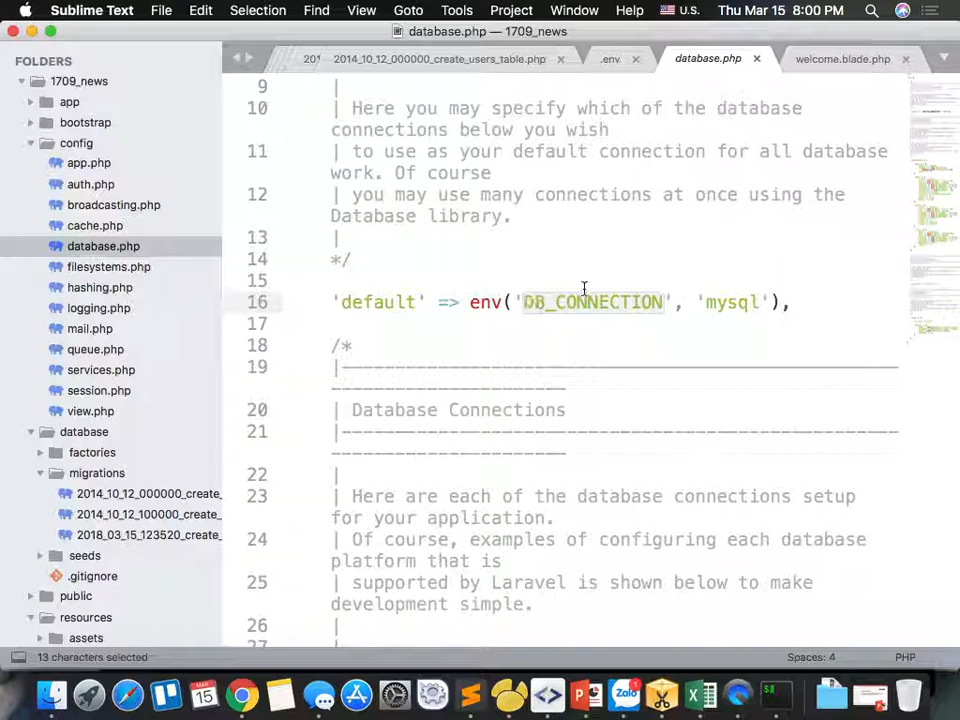 Sublime Text File Edit Selection Find View Goto Tools Project Window Help U.S. Thu Mar 15 8:00 PM
database.php — 1709_news
FOLDERS
1709_news
app
bootstrap
config
app.php
auth.php
broadcasting.php
cache.php
database.php
filesystems.php
hashing.php
logging.php
mail.php
queue.php
services.php
session.php
view.php
database
factories
migrations
2014_10_12_000000_create_
2014_10_12_100000_create_
2018_03_15_123520_create_
seeds
.gitignore
public
resources
assets
201 2014_10_12_000000_create_users_table.php × .env × database.php × welcome.blade.php ×
9 |
10 | Here you may specify which of the database
connections below you wish
11 | to use as your default connection for all database
work. Of course
12 | you may use many connections at once using the
Database library.
13 |
14 */
15
16 'default' => env('DB_CONNECTION', 'mysql'),
17
18 /*
19 |--------------------------------------------------
----------------------
20 | Database Connections
21 |--------------------------------------------------
----------------------
22 |
23 | Here are each of the database connections setup
for your application.
24 | Of course, examples of configuring each database
platform that is
25 | supported by Laravel is shown below to make
development simple.
26 |
27 |
13 characters selected Spaces: 4 PHP
15
Zalo
1